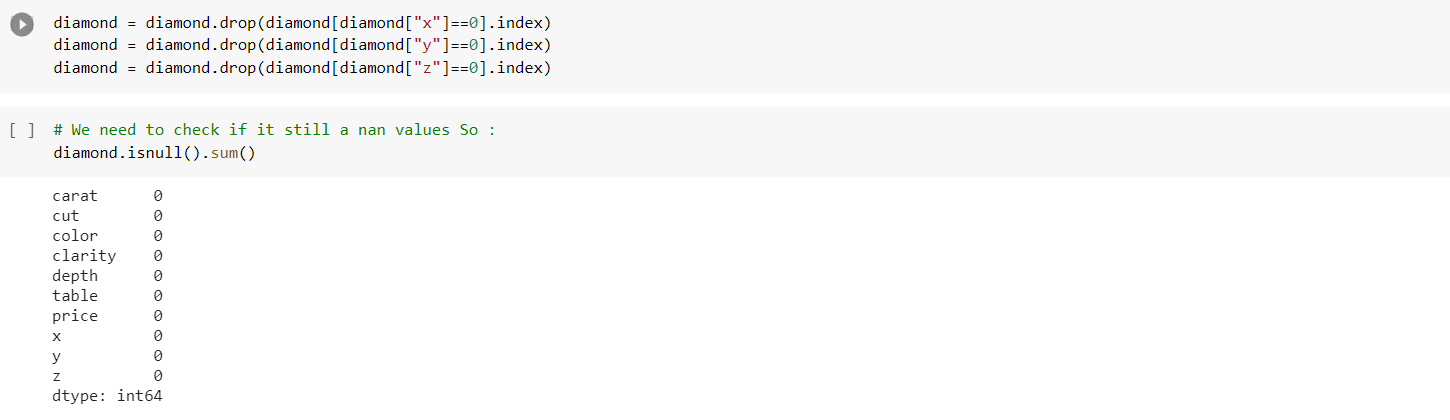 diamond = diamond.drop(diamond[diamond["x"]==0].index)
diamond = diamond.drop(diamond[diamond["y"]==0].index)
diamond = diamond.drop(diamond[diamond["z"]==0].index)
[ ] # We need to check if it still a nan values So :
diamond.isnull().sum()
carat 0
cut 0
color 0
clarity 0
depth 0
table 0
price 0
x 0
y 0
z 0
dtype: int64